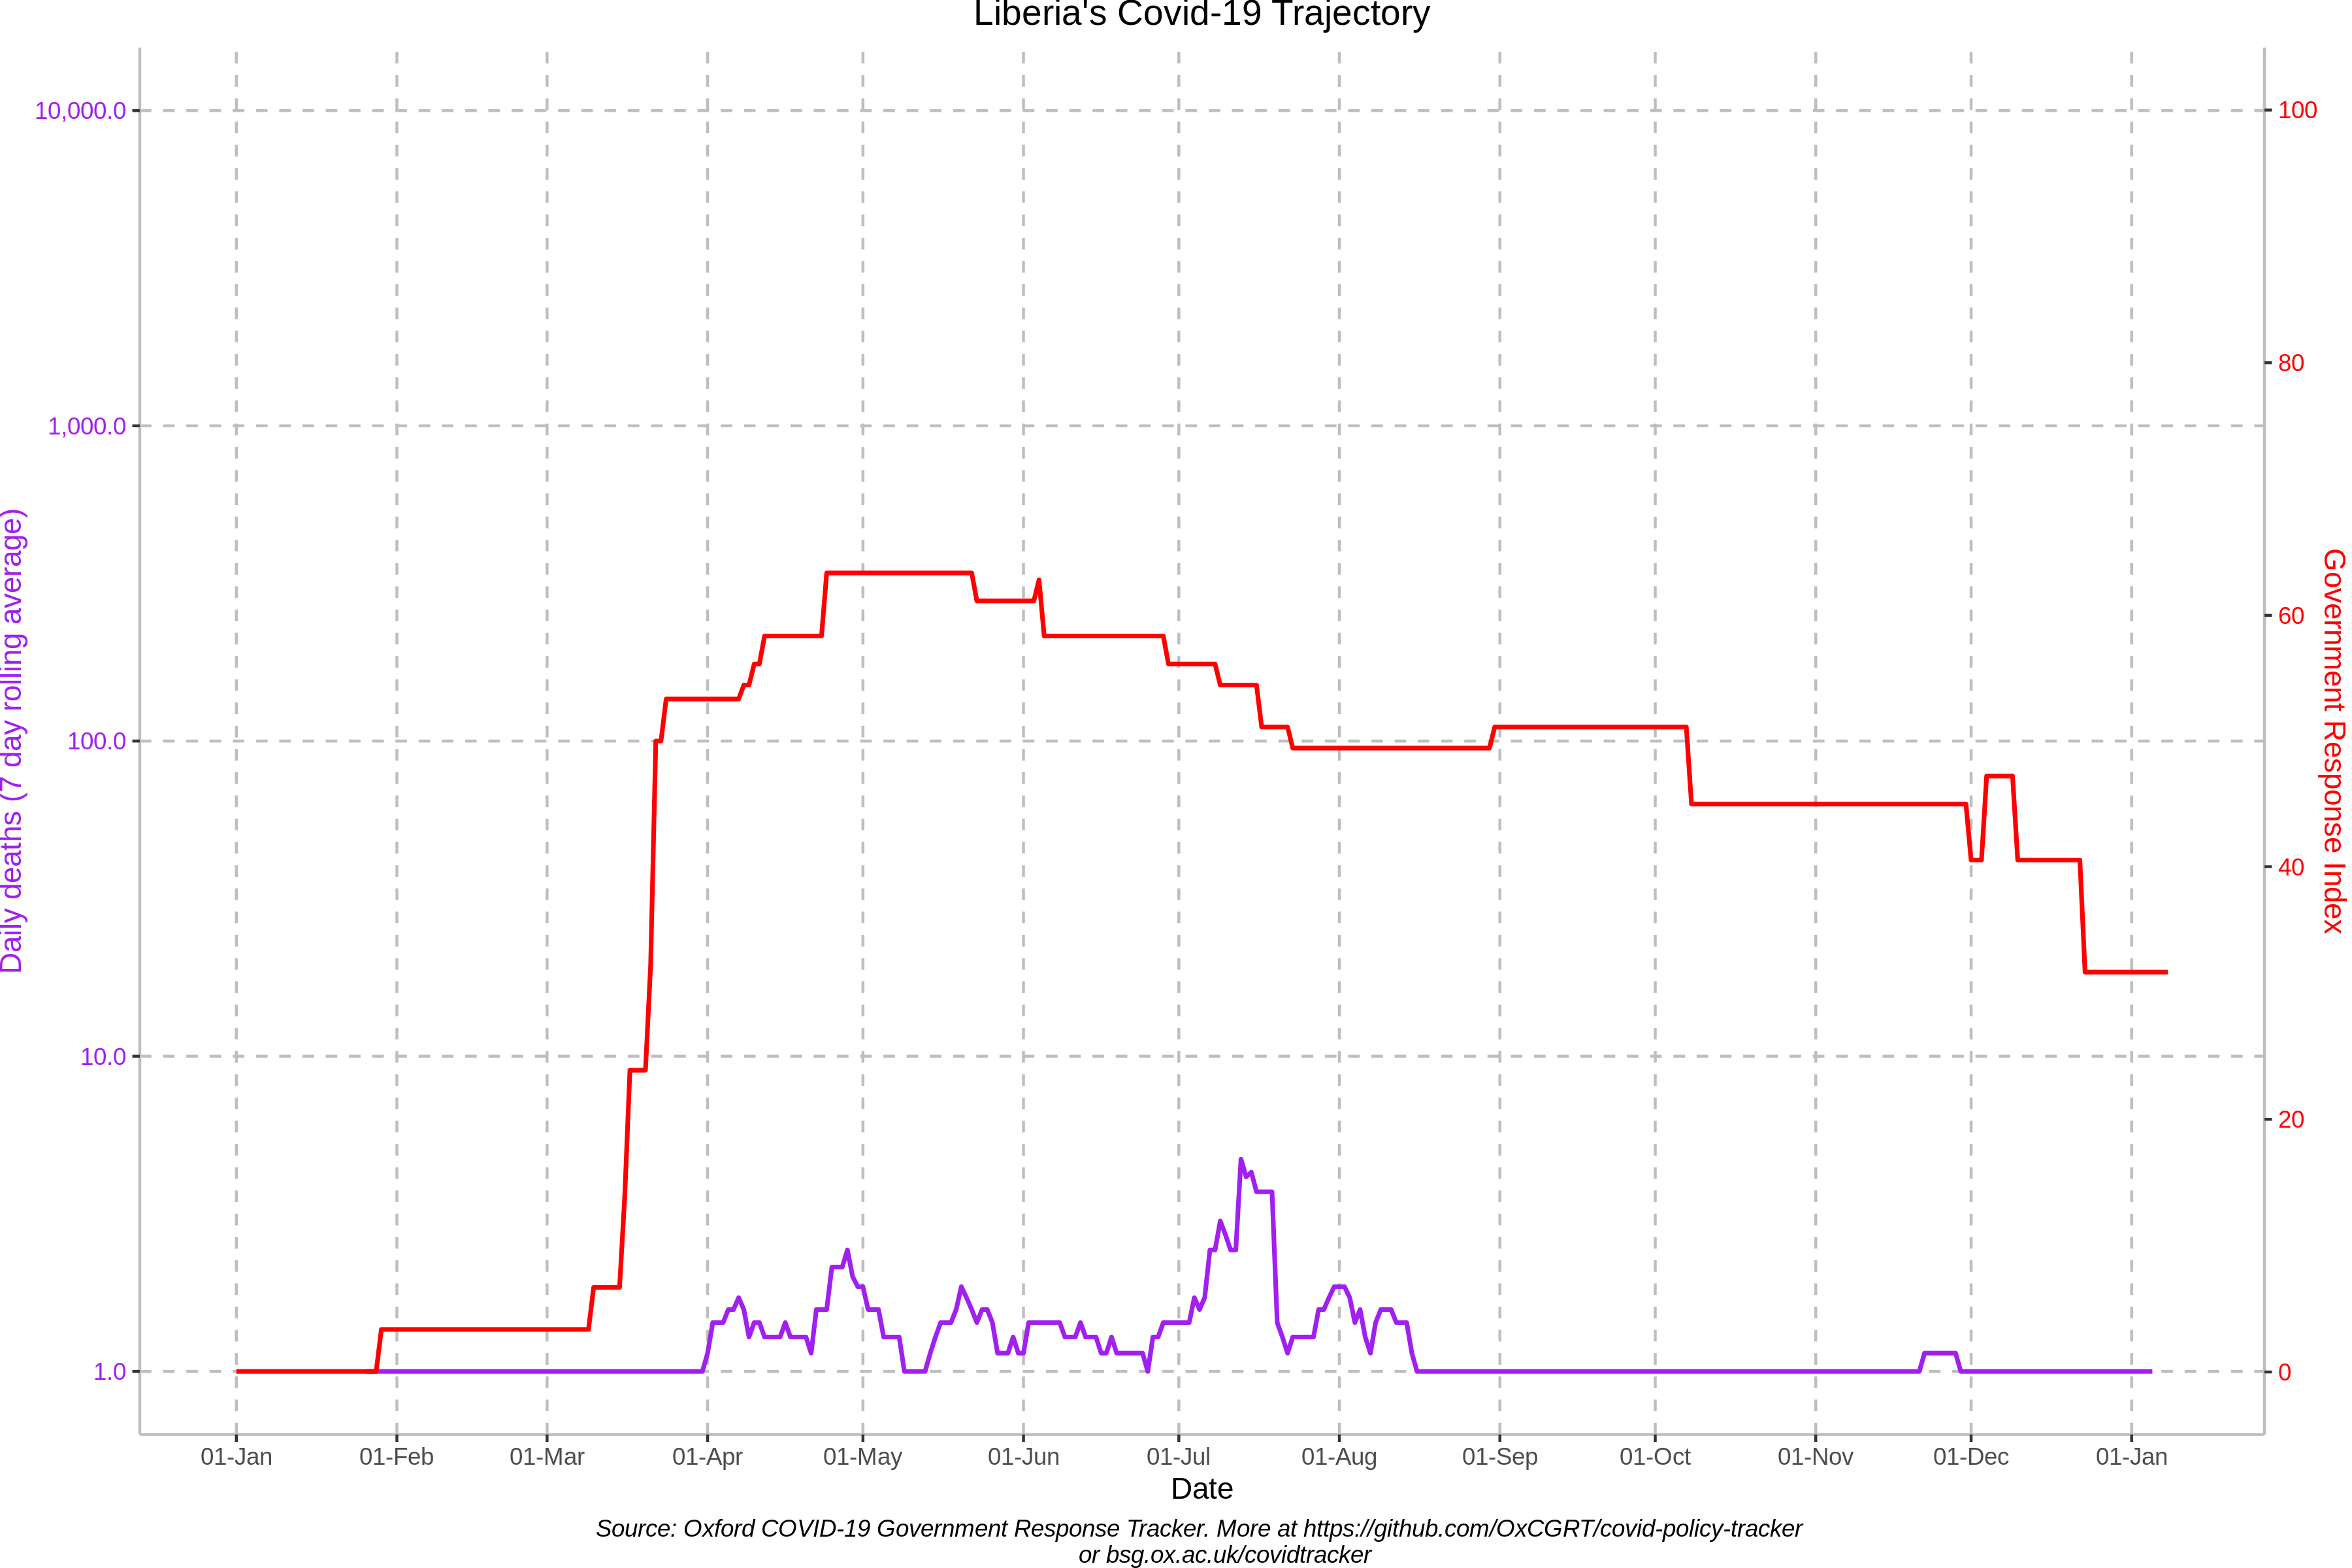 Liberia's Covid-19 Trajectory
10,000.0
1,000.0
100.0
10.0
1.0
Daily deaths (7 day rolling average)
100
80
60
40
20
0
Government Response Index
01-Jan 01-Feb 01-Mar 01-Apr 01-May 01-Jun 01-Jul 01-Aug 01-Sep 01-Oct 01-Nov 01-Dec 01-Jan
Date
Source: Oxford COVID-19 Government Response Tracker. More at https://github.com/OxCGRT/covid-policy-tracker
or bsg.ox.ac.uk/covidtracker